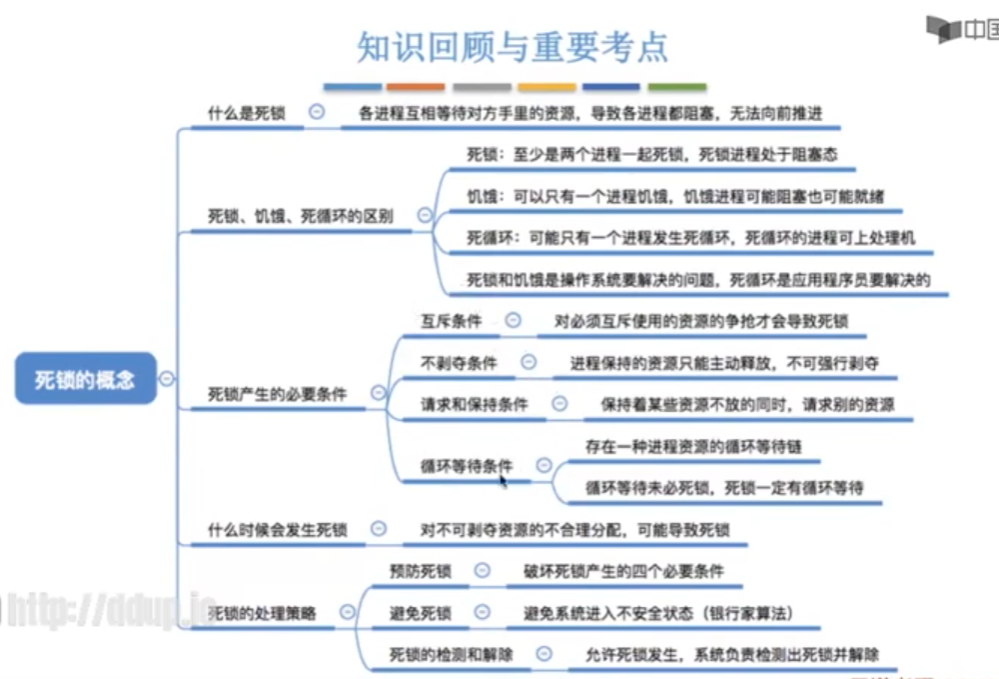 知识回顾与重要考点
中国
什么是死锁
各进程互相等待对方手里的资源，导致各进程都阻塞，无法向前推进
死锁、饥饿、死循环的区别
死锁：至少是两个进程一起死锁，死锁进程处于阻塞态
饥饿：可以只有一个进程饥饿，饥饿进程可能阻塞也可能就绪
死循环：可能只有一个进程发生死循环，死循环的进程可上处理机
死锁和饥饿是操作系统要解决的问题，死循环是应用程序员要解决的
死锁的概念
死锁产生的必要条件
互斥条件
对必须互斥使用的资源的争抢才会导致死锁
不剥夺条件
进程保持的资源只能主动释放，不可强行剥夺
请求和保持条件
保持着某些资源不放的同时，请求别的资源
循环等待条件
存在一种进程资源的循环等待链
循环等待未必死锁，死锁一定有循环等待
什么时候会发生死锁
对不可剥夺资源的不合理分配，可能导致死锁
死锁的处理策略
预防死锁
破坏死锁产生的四个必要条件
避免死锁
避免系统进入不安全状态（银行家算法）
死锁的检测和解除
允许死锁发生，系统负责检测出死锁并解除